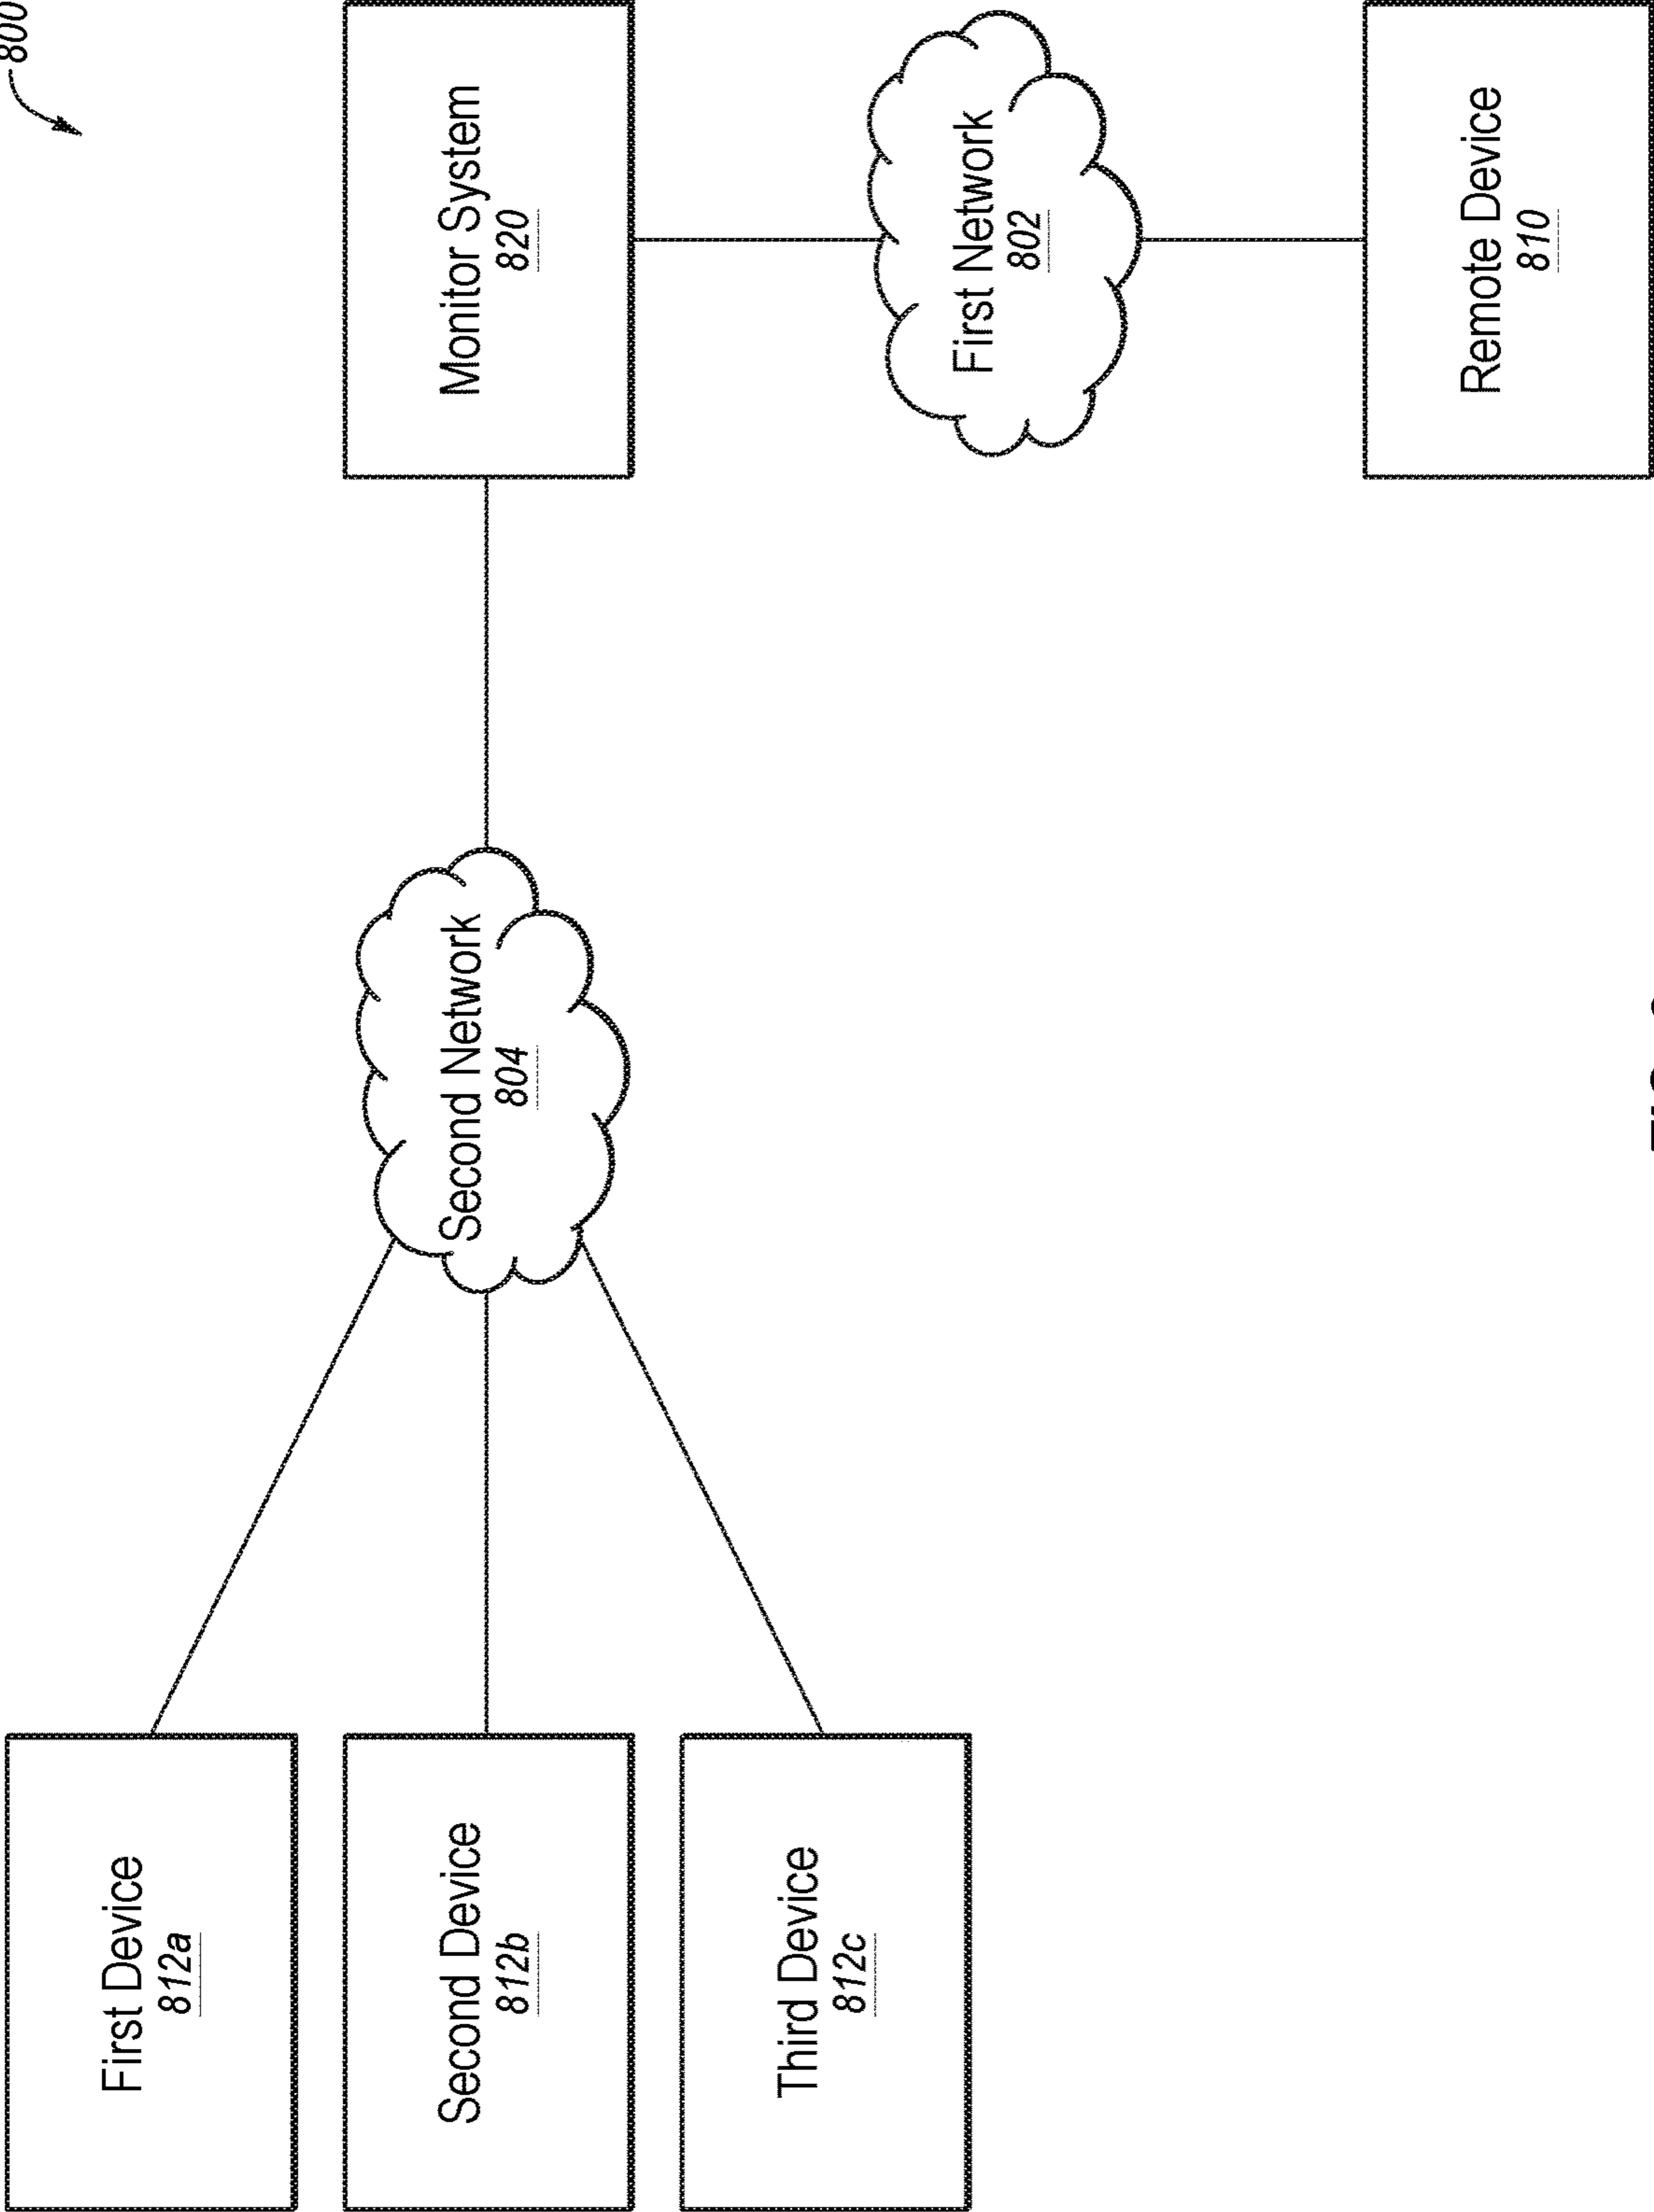 800
First Device
812a
Second Device
812b
Third Device
812c
Second Network
804
Monitor System
820
First Network
802
Remote Device
810